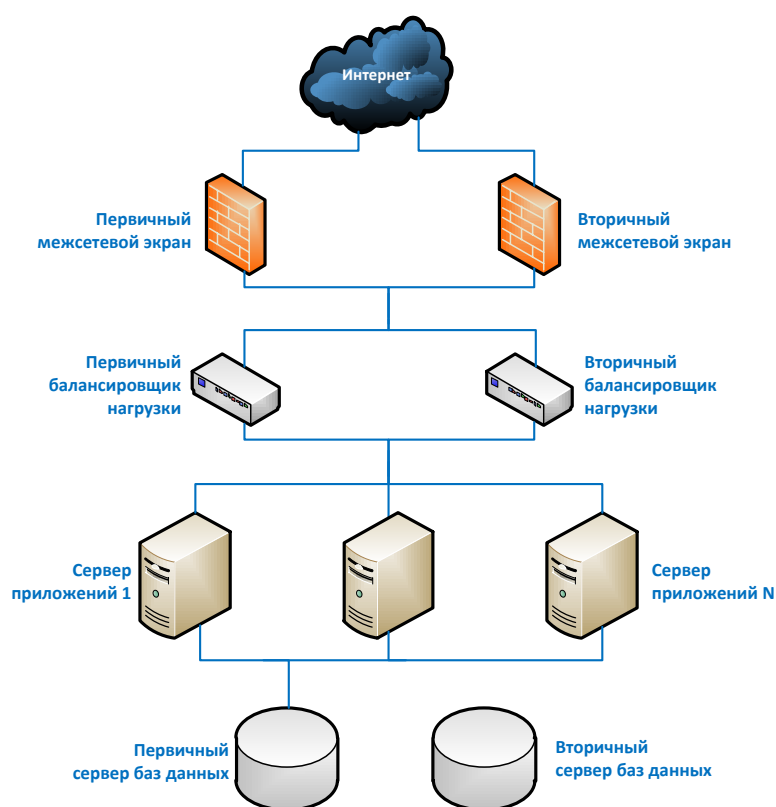 Интернет
Первичный
межсетевой экран
Вторичный
межсетевой экран
Первичный
балансировщик
нагрузки
Вторичный
балансировщик
нагрузки
Сервер
приложений 1
Сервер
приложений N
Первичный
сервер баз данных
Вторичный
сервер баз данных